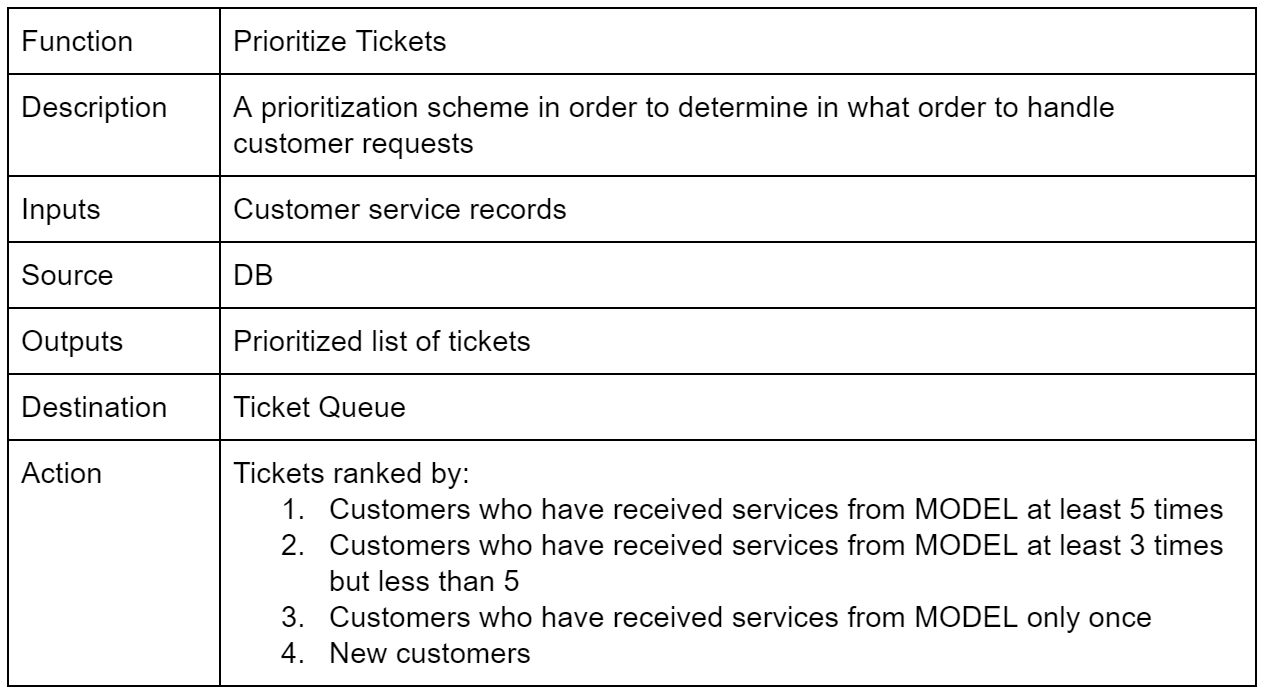 Function
Prioritize Tickets
Description
A prioritization scheme in order to determine in what order to handle
customer requests
Inputs
Customer service records
Source
DB
Outputs
Prioritized list of tickets
Destination
Ticket Queue
Action
Tickets ranked by:
1. Customers who have received services from MODEL at least 5 times
2. Customers who have received services from MODEL at least 3 times
but less than 5
3. Customers who have received services from MODEL only once
4. New customers